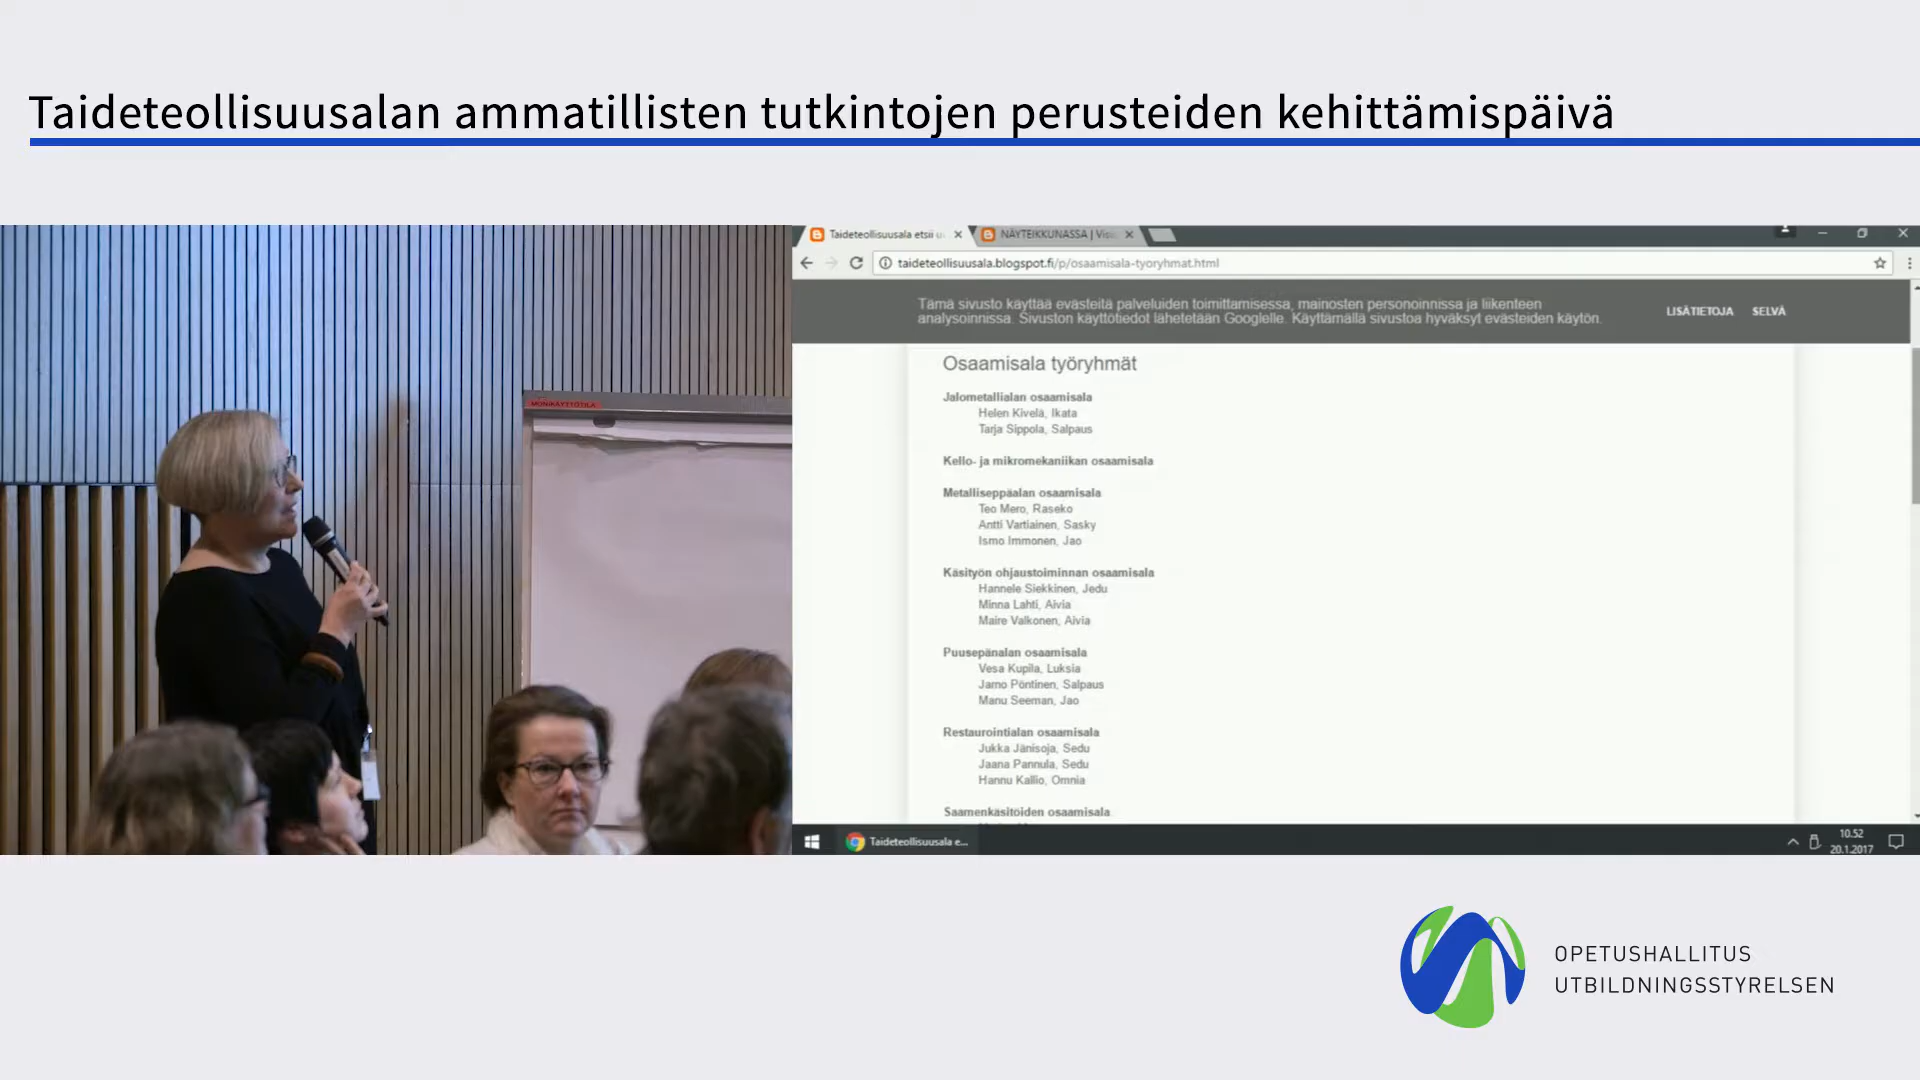 Taideteollisuusalan ammatillisten tutkintojen perusteiden kehittämispäivä
MONIKÄYTTÖTILA
Taideteollisuusala etsii u
NÄYTEIKKUNASSA | Visu
taideteollisuusala.blogspot.fi/p/osaamisala-tyoryhmat.html
Tämä sivusto käyttää evästeitä palveluiden toimittamisessa, mainosten personoinnissa ja liikenteen
analysoinnissa. Sivuston käyttötiedot lähetetään Googlelle. Käyttämällä sivustoa hyväksyt evästeiden käytön.
LISÄTIETOJA SELVÄ
Osaamisala työryhmät
Jalometallialan osaamisala
Helen Kivelä, Ikata
Tarja Sippola, Salpaus
Kello- ja mikromekaniikan osaamisala
Metalliseppäalan osaamisala
Teo Mero, Raseko
Antti Vartiainen, Sasky
Ismo Immonen, Jao
Käsityön ohjaustoiminnan osaamisala
Hannele Siekkinen, Jedu
Minna Lahti, Aivia
Maire Valkonen, Aivia
Puusepänalan osaamisala
Vesa Kupila, Luksia
Jarno Pöntinen, Salpaus
Manu Seeman, Jao
Restaurointialan osaamisala
Jukka Jänisoja, Sedu
Jaana Pannula, Sedu
Hannu Kallio, Omnia
Saamenkäsitöiden osaamisala
Taideteollisuusala e...
10.52
20.1.2017
OPETUSHALLITUS
UTBILDNINGSSTYRELSEN